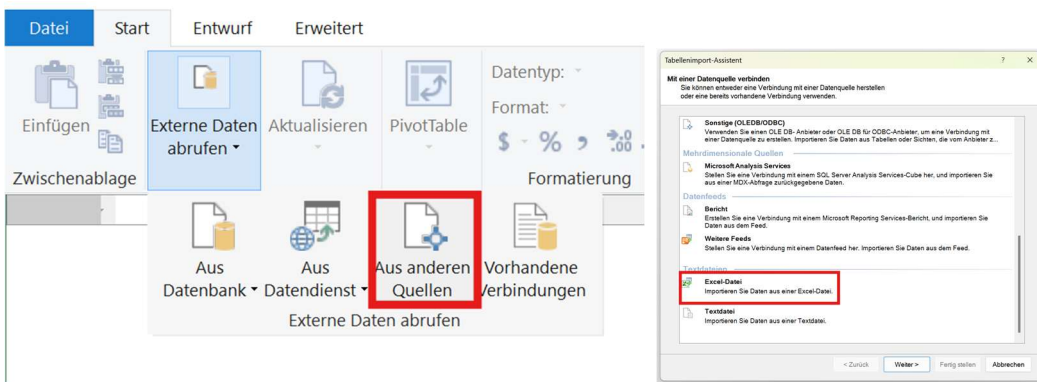 Datei Start Entwurf Erweitert
Einfügen
Zwischenablage
Externe Daten
abrufen
Aktualisieren
PivotTable
Datentyp:
Format:
$ - % ,
Formatierung
Aus
Datenbank
Aus
Datendienst
Aus anderen
Quellen
Vorhandene
Verbindungen
Externe Daten abrufen
Tabellenimport-Assistent ? X
Mit einer Datenquelle verbinden
Sie können entweder eine Verbindung mit einer Datenquelle herstellen
oder eine bereits vorhandene Verbindung verwenden.
Sonstige (OLEDB/ODBC)
Verwenden Sie einen OLE DB- Anbieter oder OLE DB für ODBC-Anbieter, um eine Verbindung mit
einer Datenquelle zu erstellen. Importieren Sie Daten aus Tabellen oder Sichten, die vom Anbieter z...
Mehrdimensionale Quellen
Microsoft Analysis Services
Stellen Sie eine Verbindung mit einem SQL Server Analysis Services-Cube her, und importieren Sie
aus einer MDX-Abfrage zurückgegebene Daten.
Datenfeeds
Bericht
Erstellen Sie eine Verbindung mit einem Microsoft Reporting Services-Bericht, und importieren Sie
Daten aus dem Feed.
Weitere Feeds
Stellen Sie eine Verbindung mit einem Datenfeed her. Importieren Sie Daten aus dem Feed.
Textdateien
Excel-Datei
Importieren Sie Daten aus einer Excel-Datei.
Textdatei
Importieren Sie Daten aus einer Textdatei.
< Zurück Weiter > Fertig stellen Abbrechen